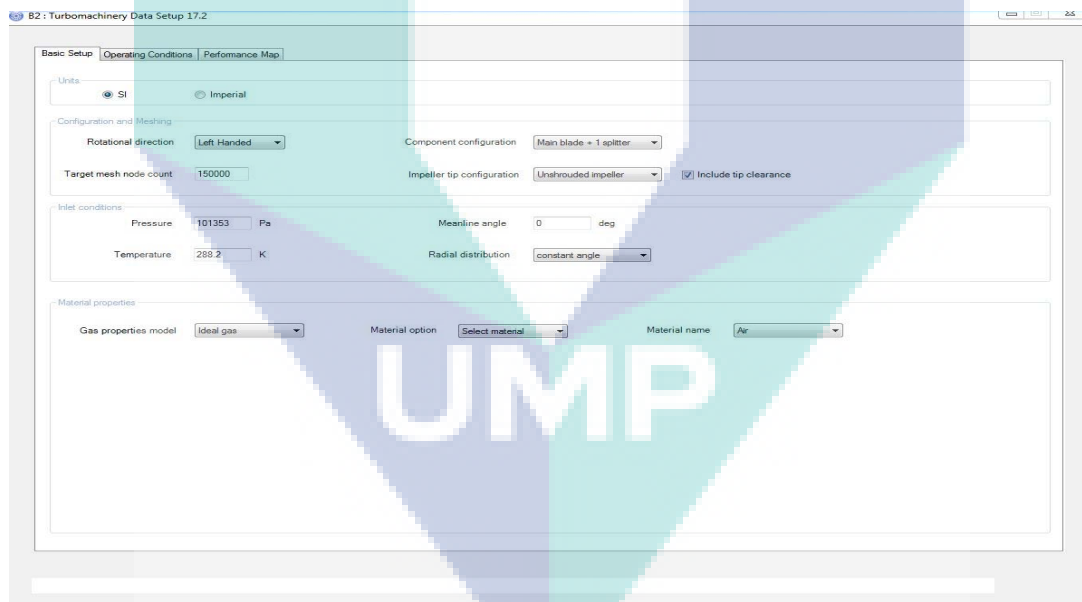 B2 : Turbomachinery Data Setup 17.2
Basic Setup Operating Conditions Performance Map
Units
SI Imperial
Configuration and Meshing
Rotational direction Left Handed Component configuration Main blade + 1 splitter
Target mesh node count 150000 Impeller tip configuration Unshrouded impeller Include tip clearance
Inlet conditions
Pressure 101353 Pa Meanline angle 0 deg
Temperature 288.2 K Radial distribution constant angle
Material properties
Gas properties model Ideal gas Material option Select material Material name Air
UMP